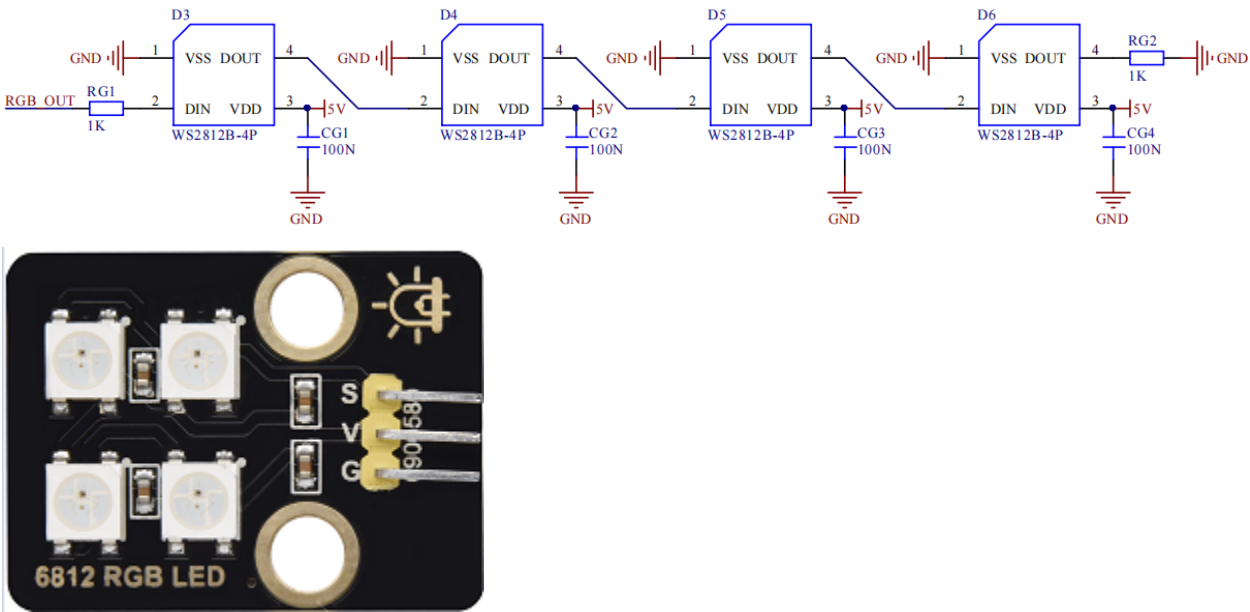 D3 D4 D5 D6
GND 1 VSS DOUT 4 GND 1 VSS DOUT 4 GND 1 VSS DOUT 4 GND 1 VSS DOUT 4 RG2 GND
1K
RGB_OUT RG1 2 DIN VDD 3 5V 2 DIN VDD 3 5V 2 DIN VDD 3 5V 2 DIN VDD 3 5V
1K
WS2812B-4P CG1 WS2812B-4P CG2 WS2812B-4P CG3 WS2812B-4P CG4
100N 100N 100N 100N
GND GND GND GND
S
V
G
6812 RGB LED